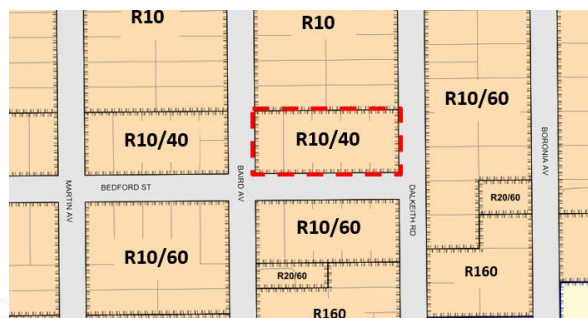 R10
R10
R10/60
R10/40
R10/40
BORONIA AV
BAIRD AV
MARTIN AV
BEDFORD ST
DALKEITH RD
R20/60
R10/60
R10/60
R20/60
R160
R160